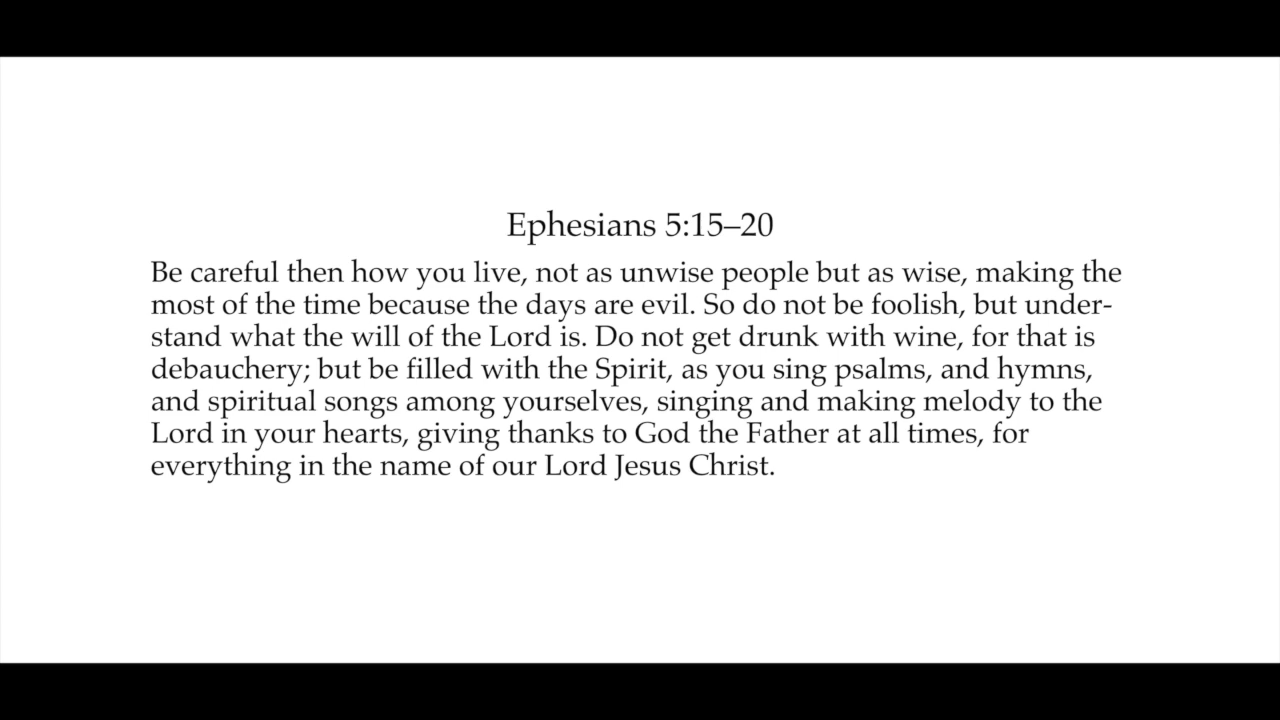 Ephesians 5:15–20
Be careful then how you live, not as unwise people but as wise, making the
most of the time because the days are evil. So do not be foolish, but under-
stand what the will of the Lord is. Do not get drunk with wine, for that is
debauchery; but be filled with the Spirit, as you sing psalms, and hymns,
and spiritual songs among yourselves, singing and making melody to the
Lord in your hearts, giving thanks to God the Father at all times, for
everything in the name of our Lord Jesus Christ.